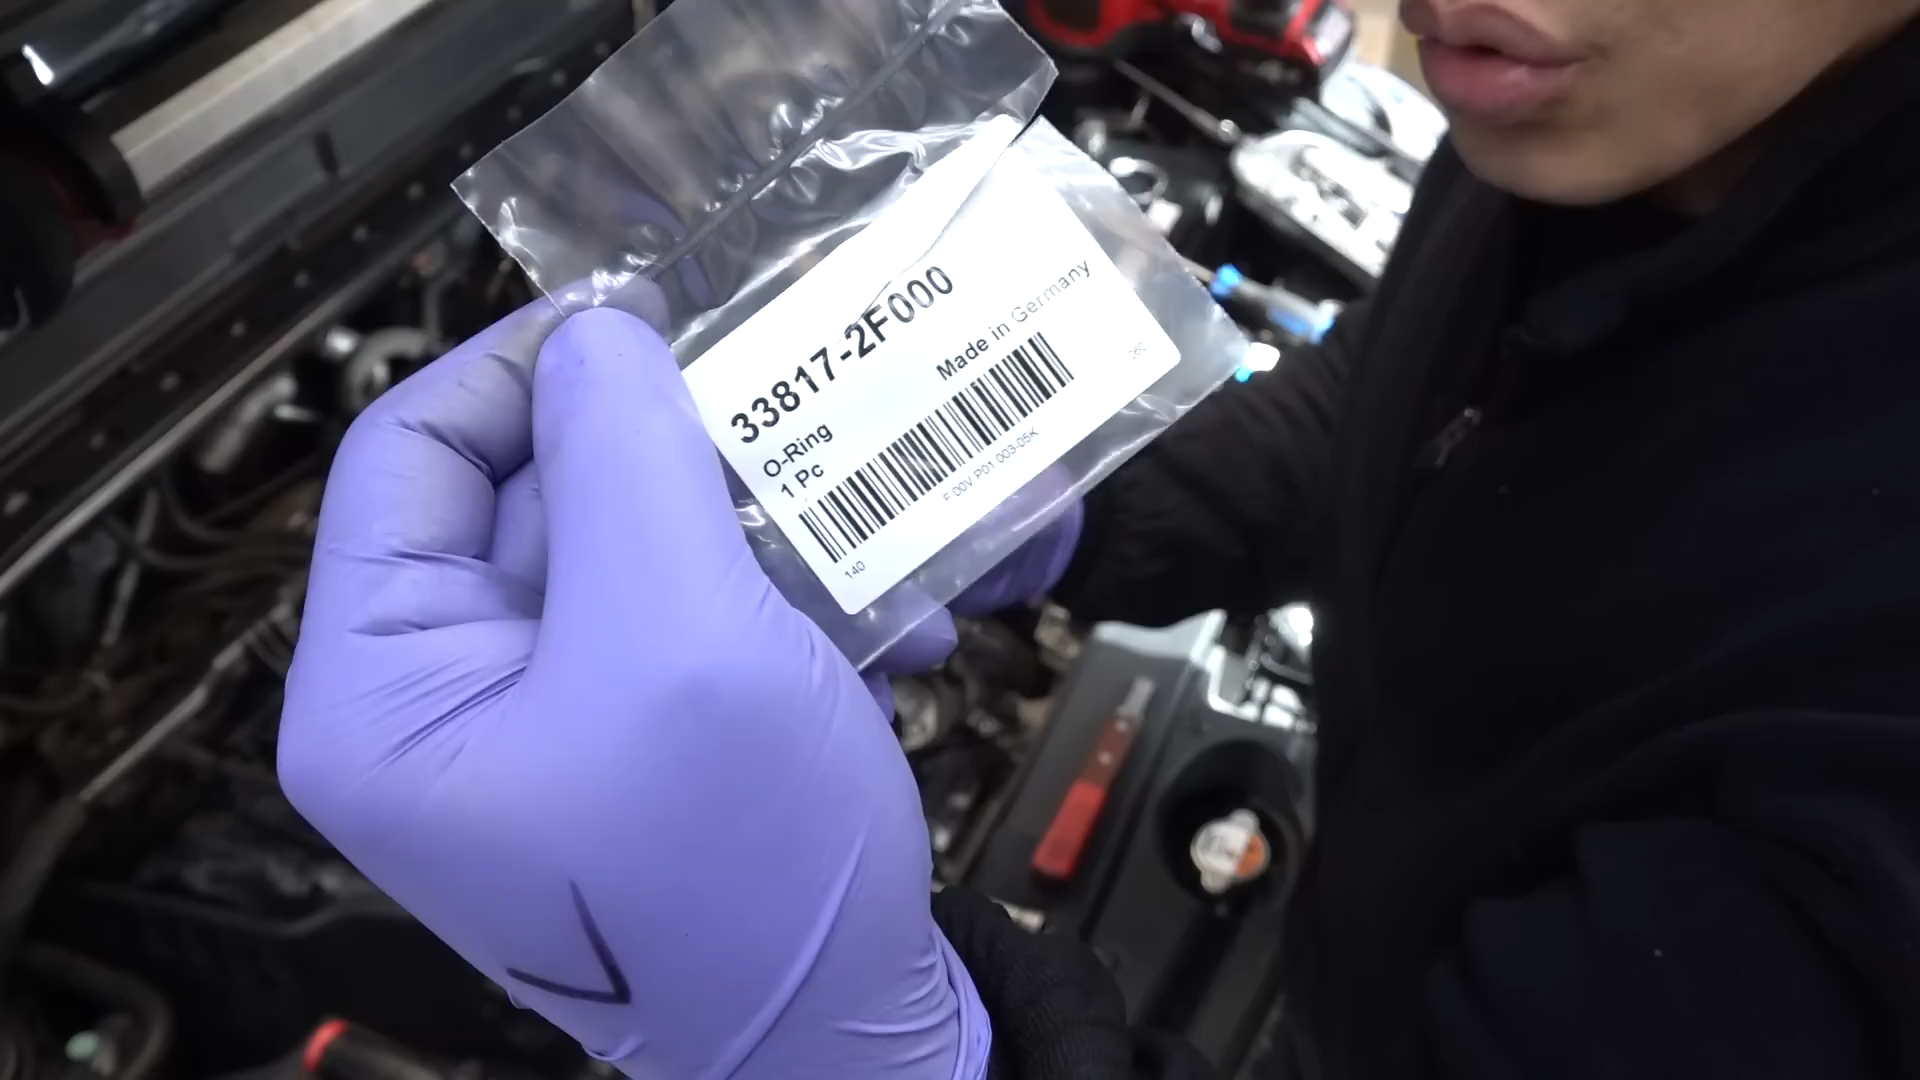 33817-2F000
Made in Germany
O-Ring
1 Pc
F 00V P01 003-05K
140